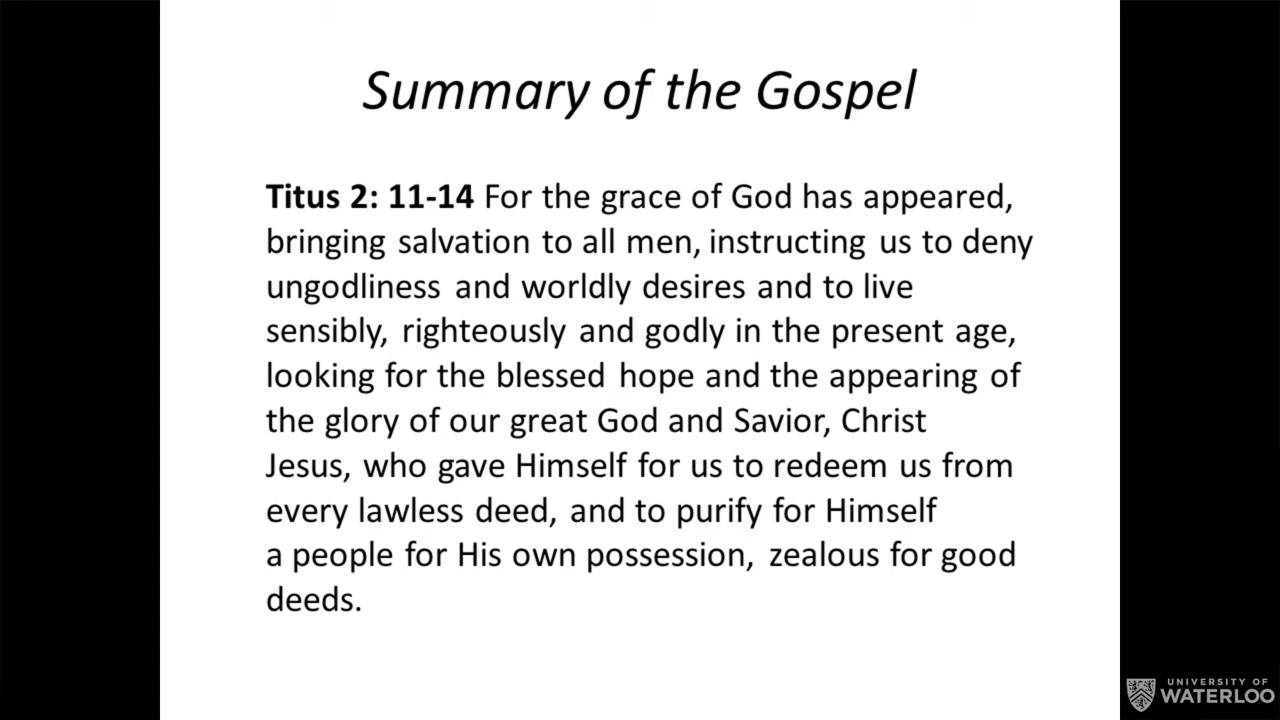 Summary of the Gospel
Titus 2: 11-14 For the grace of God has appeared,
bringing salvation to all men, instructing us to deny
ungodliness and worldly desires and to live
sensibly, righteously and godly in the present age,
looking for the blessed hope and the appearing of
the glory of our great God and Savior, Christ
Jesus, who gave Himself for us to redeem us from
every lawless deed, and to purify for Himself
a people for His own possession, zealous for good
deeds.
UNIVERSITY OF
WATERLOO